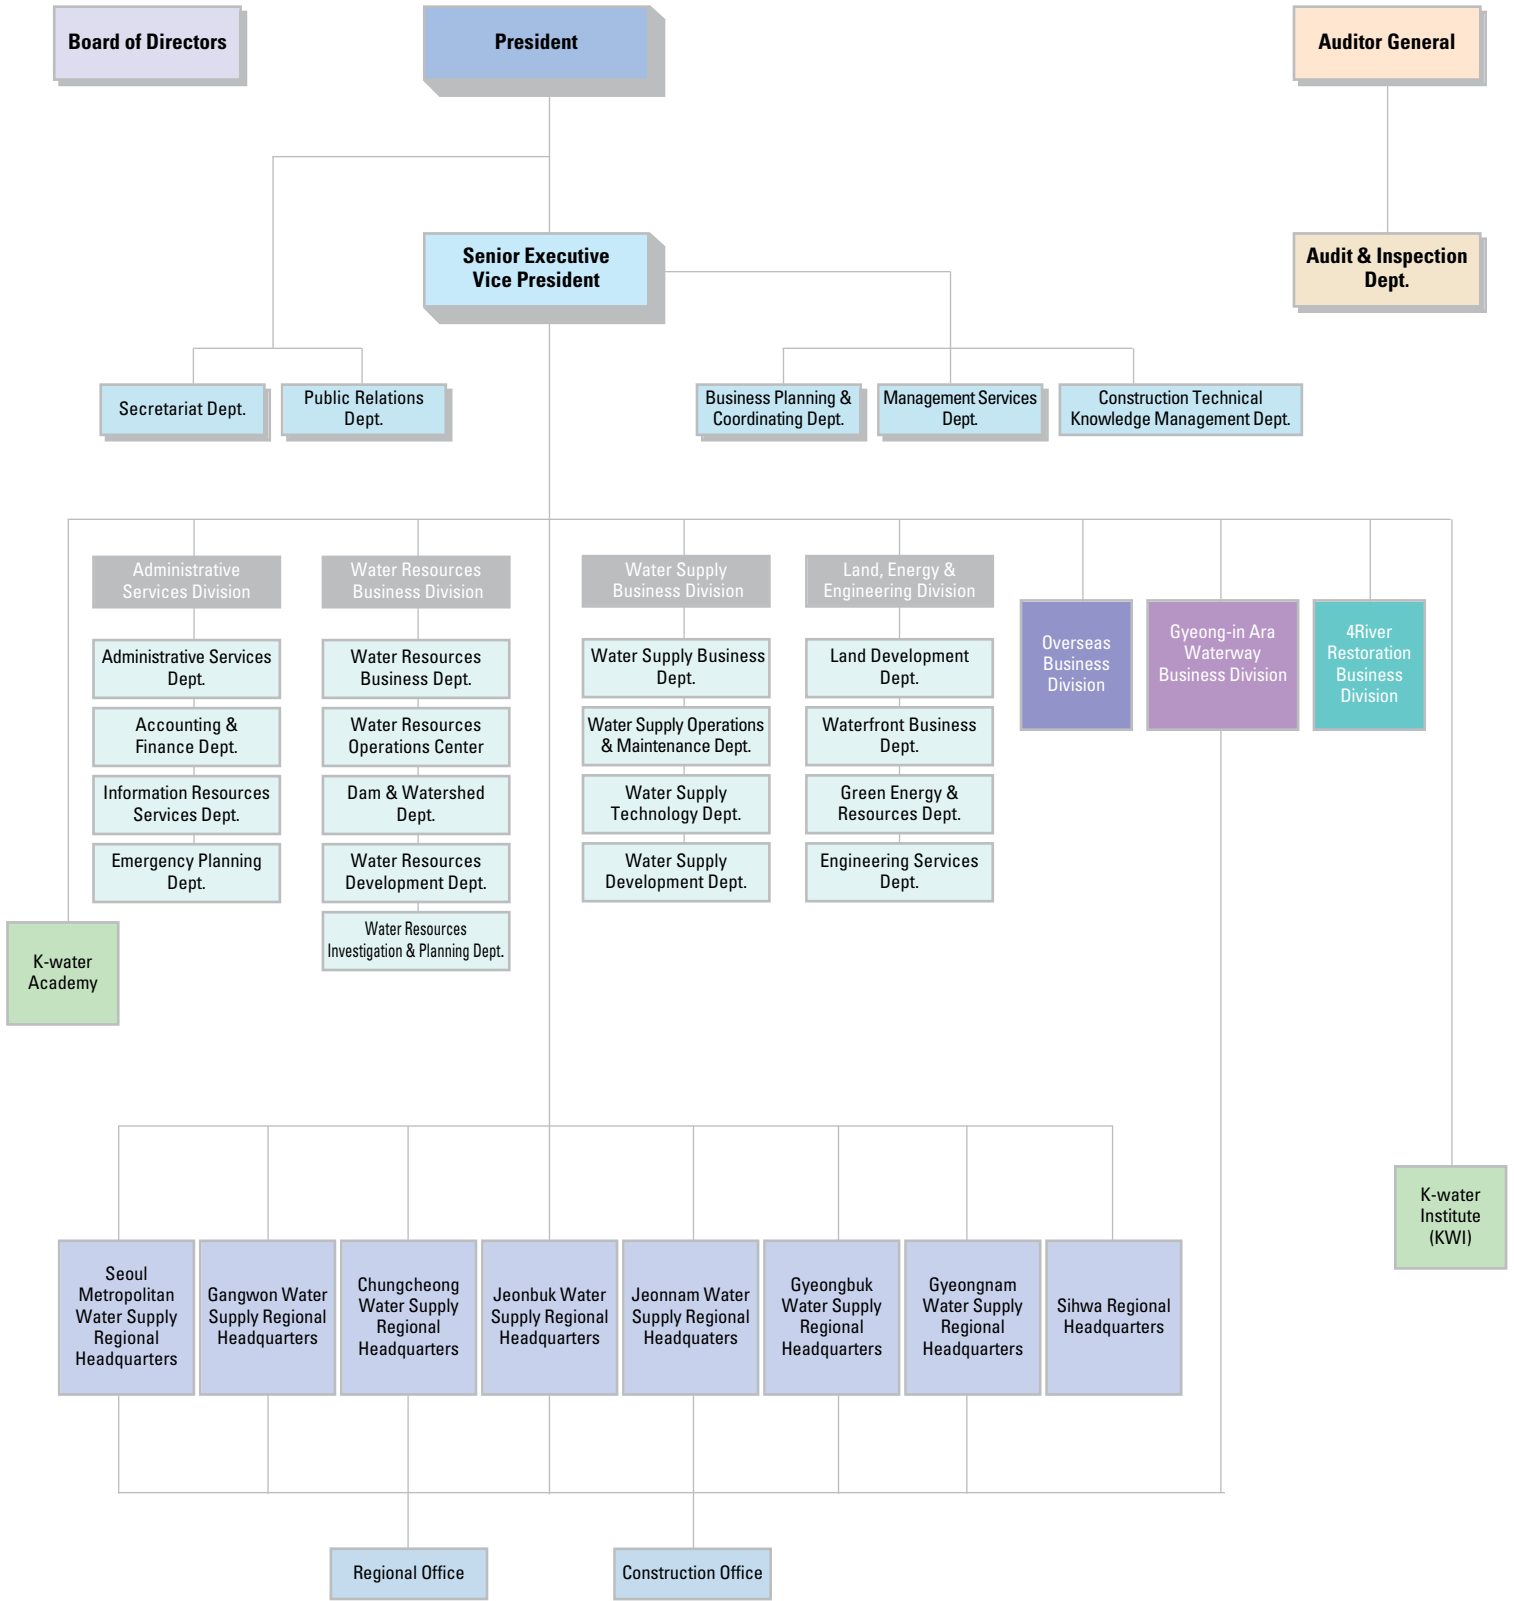 Board of Directors
President
Auditor General
Senior Executive
Vice President
Audit & Inspection
Dept.
Secretariat Dept.
Public Relations
Dept.
Business Planning &
Coordinating Dept.
Management Services
Dept.
Construction Technical
Knowledge Management Dept.
Administrative
Services Division
Administrative Services
Dept.
Accounting &
Finance Dept.
Information Resources
Services Dept.
Emergency Planning
Dept.
Water Resources
Business Division
Water Resources
Business Dept.
Water Resources
Operations Center
Dam & Watershed
Dept.
Water Resources
Development Dept.
Water Resources
Investigation & Planning Dept.
Water Supply
Business Division
Water Supply Business
Dept.
Water Supply Operations
& Maintenance Dept.
Water Supply
Technology Dept.
Water Supply
Development Dept.
Land, Energy &
Engineering Division
Land Development
Dept.
Waterfront Business
Dept.
Green Energy &
Resources Dept.
Engineering Services
Dept.
Overseas
Business
Division
Gyeong-in Ara
Waterway
Business Division
4River
Restoration
Business
Division
K-water
Academy
K-water
Institute
(KWI)
Seoul
Metropolitan
Water Supply
Regional
Headquarters
Gangwon Water
Supply Regional
Headquarters
Chungcheong
Water Supply
Regional
Headquarters
Jeonbuk Water
Supply Regional
Headquarters
Jeonnam Water
Supply Regional
Headquaters
Gyeongbuk
Water Supply
Regional
Headquarters
Gyeongnam
Water Supply
Regional
Headquarters
Sihwa Regional
Headquarters
Regional Office
Construction Office